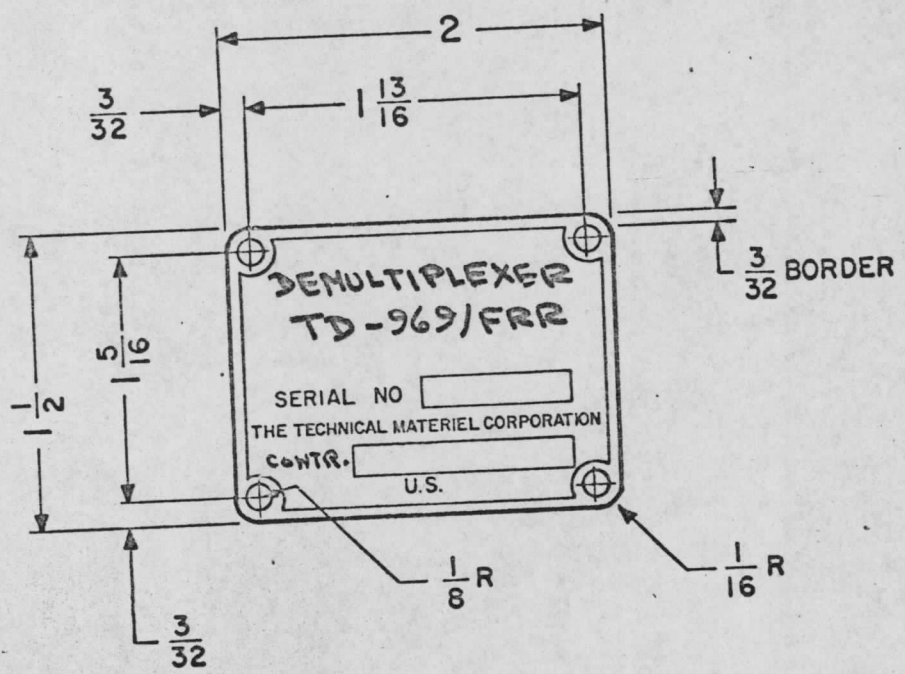 2
3/32
1 13/16
3/32 BORDER
1 1/2
1 5/16
DEMULTIPLEXER
TD-969/FRR
SERIAL NO
THE TECHNICAL MATERIEL CORPORATION
CONTR.
U.S.
1/8 R
1/16 R
3/32